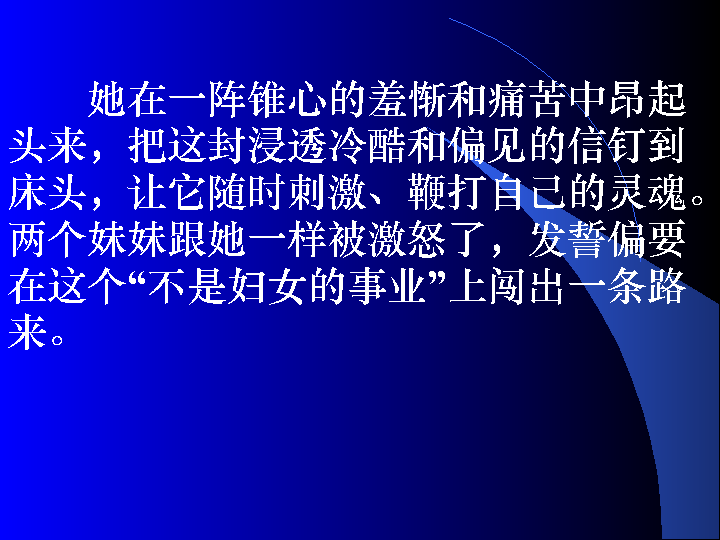 她在一阵锥心的羞惭和痛苦中昂起
头来，把这封浸透冷酷和偏见的信钉到
床头，让它随时刺激、鞭打自己的灵魂。
两个妹妹跟她一样被激怒了，发誓偏要
在这个“不是妇女的事业”上闯出一条路
来。